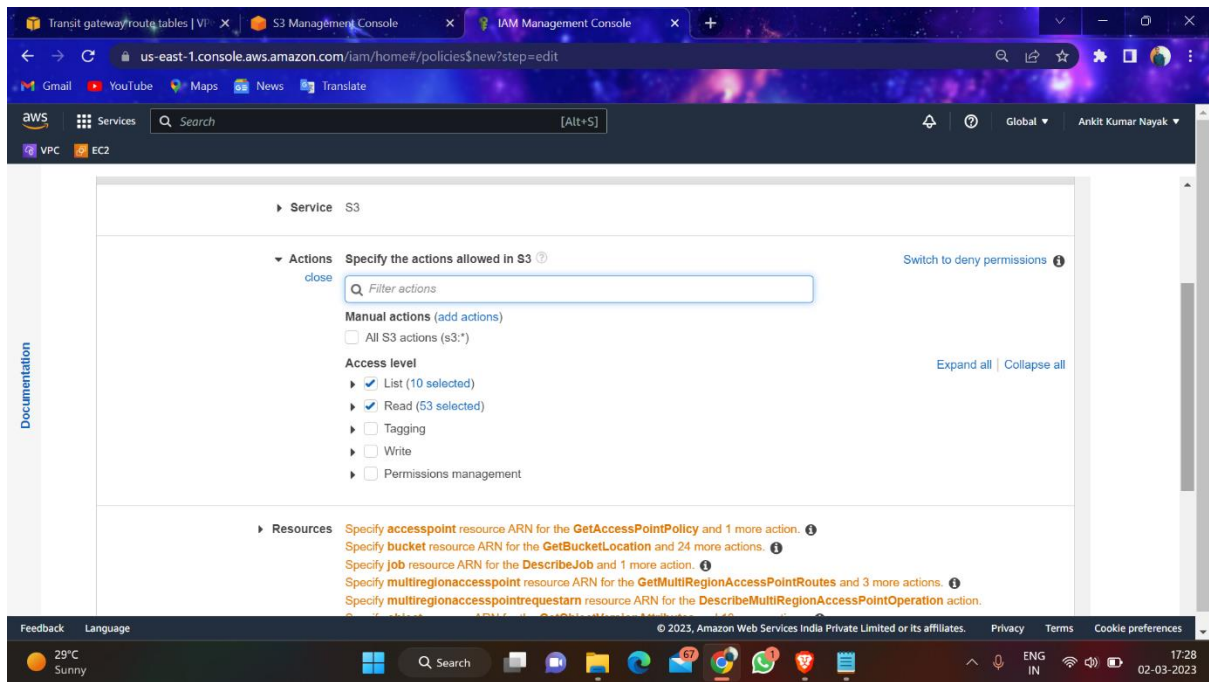 Transit gateway route tables | VP
S3 Management Console
IAM Management Console
us-east-1.console.aws.amazon.com/iam/home#/policies$new?step=edit
Gmail YouTube Maps News Translate
aws Services Search [Alt+S] Global Ankit Kumar Nayak
VPC EC2
Documentation
Service S3
Actions Specify the actions allowed in S3 Switch to deny permissions
close
Filter actions
Manual actions (add actions)
All S3 actions (s3:*)
Access level Expand all | Collapse all
List (10 selected)
Read (53 selected)
Tagging
Write
Permissions management
Resources Specify accesspoint resource ARN for the GetAccessPointPolicy and 1 more action.
Specify bucket resource ARN for the GetBucketLocation and 24 more actions.
Specify job resource ARN for the DescribeJob and 1 more action.
Specify multiregionaccesspoint resource ARN for the GetMultiRegionAccessPointRoutes and 3 more actions.
Specify multiregionaccesspointrequestarn resource ARN for the DescribeMultiRegionAccessPointOperation action.
Feedback Language © 2023, Amazon Web Services India Private Limited or its affiliates. Privacy Terms Cookie preferences
29°C
Sunny
Search
67
1
ENG
IN
17:28
02-03-2023